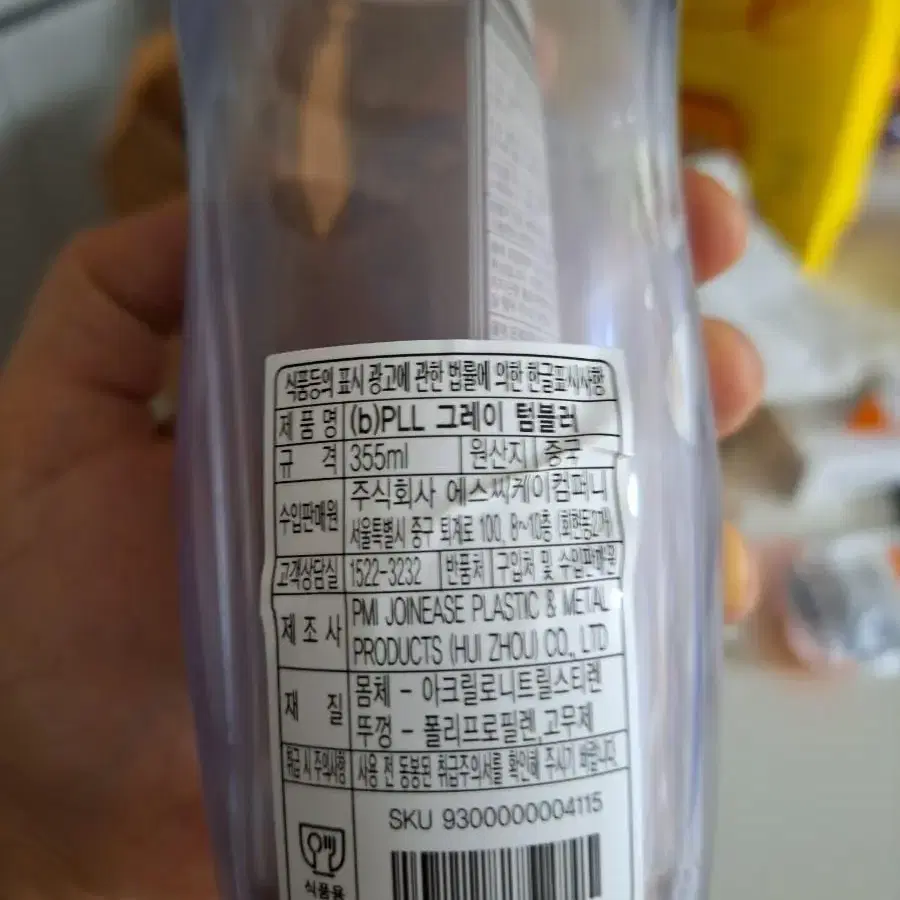 식품등의 표시 광고에 관한 법률에 의한 한글표시사항
제 품 명 (b)PLL 그레이 텀블러
규 격 355ml 원산지 중국
수입판매원 주식회사 에스씨케이컴퍼니
서울특별시 중구 퇴계로 100, 8~10층 (회현동2가)
고객상담실 1522-3232 반품처 구입처 및 수입판매원
제 조 사 PMI JOINEASE PLASTIC & METAL
PRODUCTS (HUI ZHOU) CO., LTD
재 질 몸체 - 아크릴로니트릴스티렌
뚜껑 - 폴리프로필렌,고무제
취급 시 주의사항 사용 전 동봉된 취급주의서를 확인해 주시기 바랍니다.
SKU 9300000004115
식품용